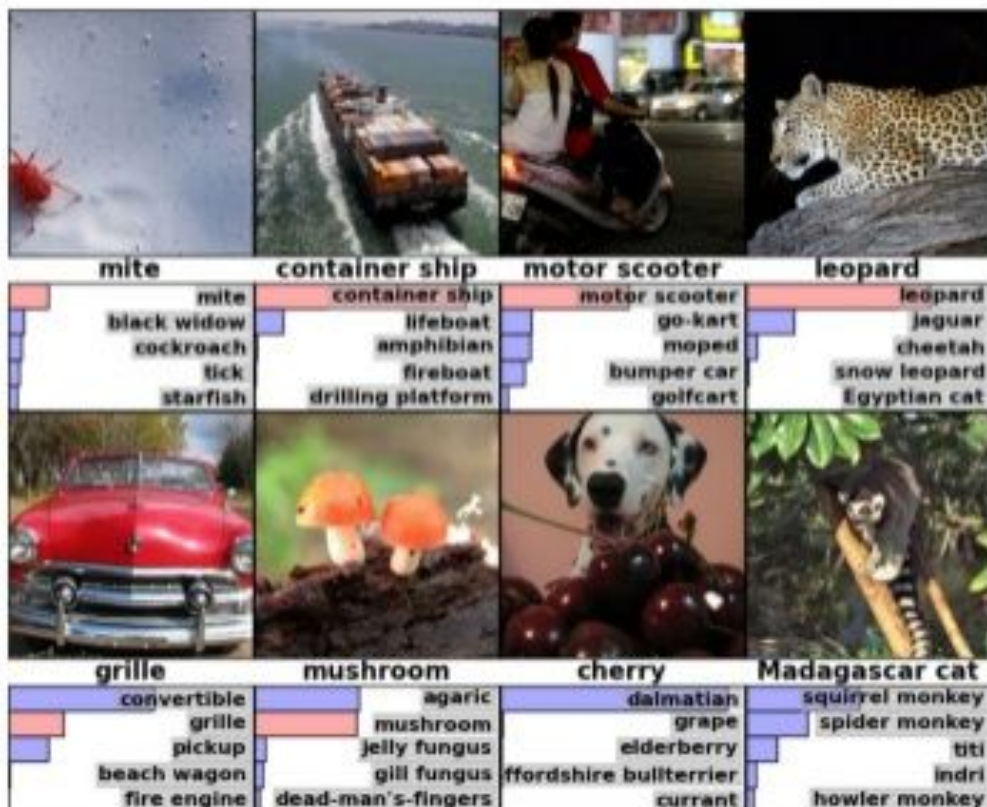 mite
container ship
motor scooter
leopard
mite
black widow
cockroach
tick
starfish
container ship
lifeboat
amphibian
fireboat
drilling platform
motor scooter
go-kart
moped
bumper car
golfcart
leopard
jaguar
cheetah
snow leopard
Egyptian cat
grille
mushroom
cherry
Madagascar cat
convertible
grille
pickup
beach wagon
fire engine
agaric
mushroom
jelly fungus
gill fungus
dead-man's-fingers
dalmatian
grape
elderberry
ffordshire bullterrier
currant
squirrel monkey
spider monkey
titi
indri
howler monkey